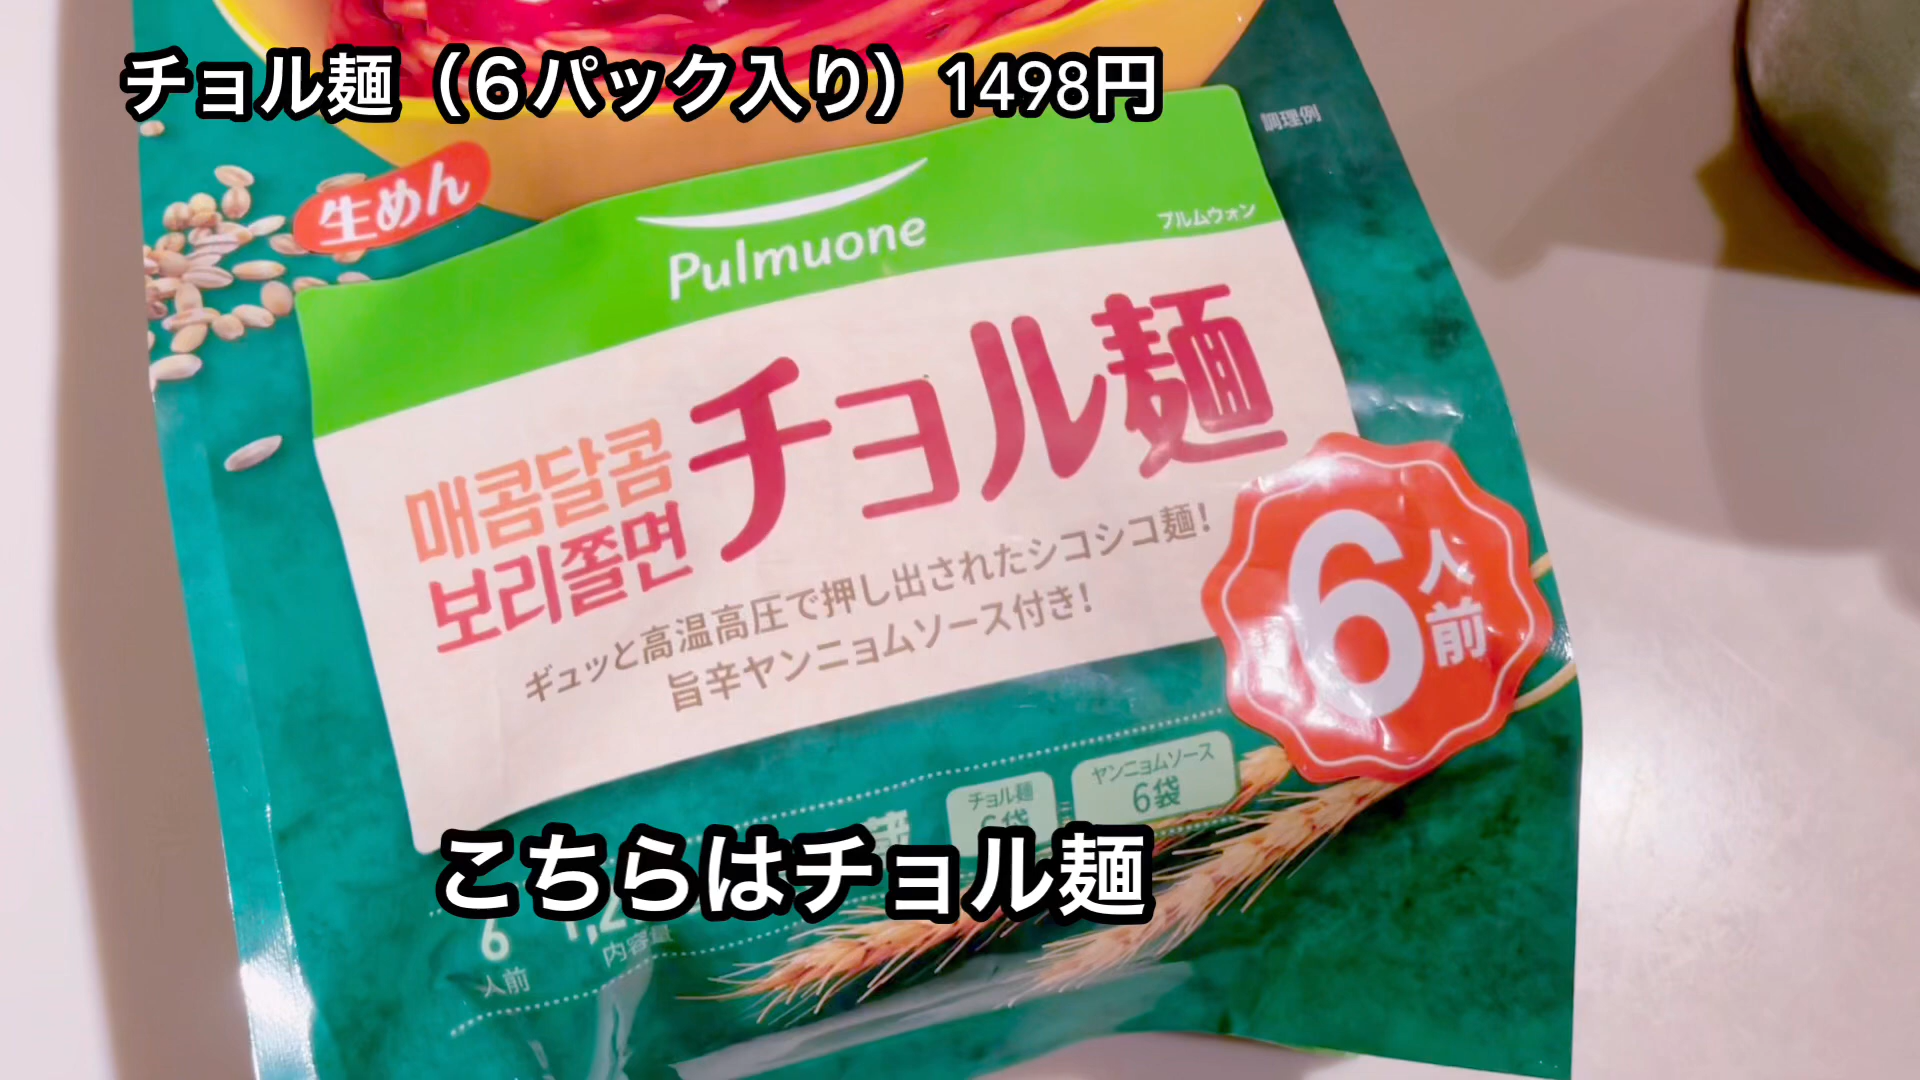 チョル麺（６パック入り）1498円
調理例
生めん
Pulmuone
プルムウォン
매콤달콤
보리쫄면
チョル麺
ギュッと高温高圧で押し出されたシコシコ麺!
旨辛ヤンニョムソース付き!
6人前
チョル麺
6袋
ヤンニョムソース
6袋
こちらはチョル麺
6
人前
内容量